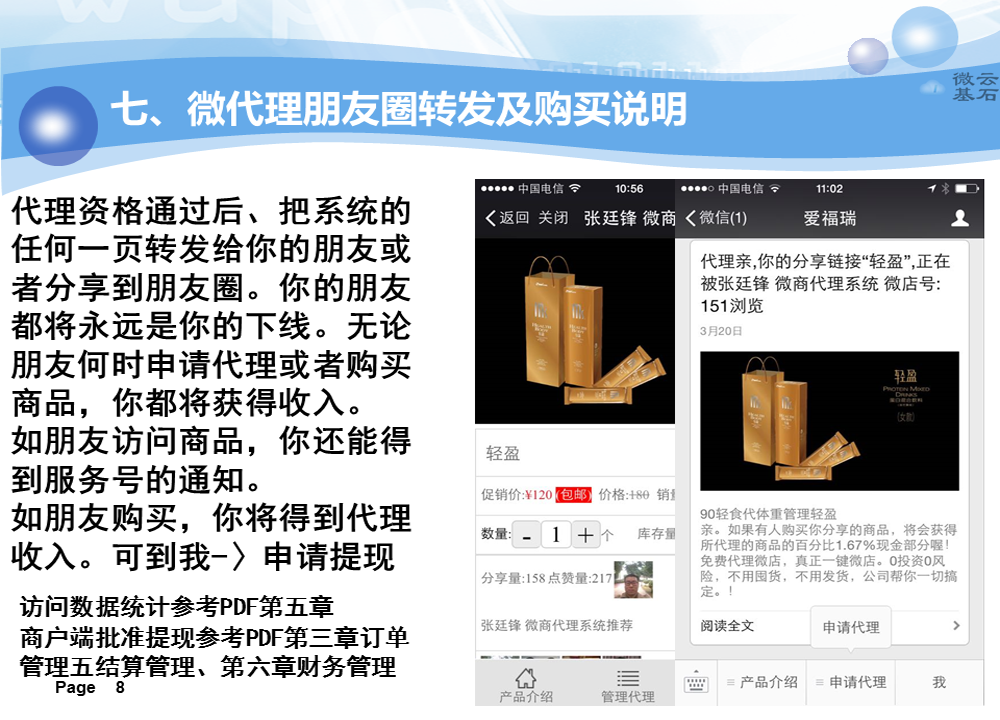 微云
基石
七、微代理朋友圈转发及购买说明
代理资格通过后、把系统的
任何一页转发给你的朋友或
者分享到朋友圈。你的朋友
都将永远是你的下线。无论
朋友何时申请代理或者购买
商品，你都将获得收入。
如朋友访问商品，你还能得
到服务号的通知。
如朋友购买，你将得到代理
收入。可到我-〉申请提现
访问数据统计参考PDF第五章
商户端批准提现参考PDF第三章订单
管理五结算管理、第六章财务管理
Page 8
中国电信 10:56
返回 关闭 张廷锋 微商
轻盈
促销价:¥120 (包邮) 价格:180 销量
数量: - 1 + 个 库存量
分享量:158 点赞量:217
张廷锋 微商代理系统推荐
产品介绍 管理代理
中国电信 11:02
微信(1) 爱福瑞
代理亲,你的分享链接“轻盈”,正在
被张廷锋 微商代理系统 微店号:
151浏览
3月20日
轻盈
PROTEIN MIXED
DRINKS
(女款)
90轻食代体重管理轻盈
亲。如果有人购买你分享的商品，将会获得
所代理的商品的百分比1.67%现金部分喔！
免费代理微店，真正一键微店。0投资0风
险，不用囤货，不用发货，公司帮你一切搞
定。！
阅读全文
申请代理
产品介绍 申请代理 我